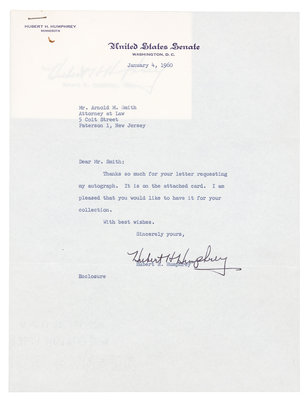 HUBERT H. HUMPHREY
MINNESOTA
United States Senate
WASHINGTON, D. C.
January 4, 1960
Mr. Arnold M. Smith
Attorney at Law
5 Colt Street
Paterson 1, New Jersey
Dear Mr. Smith:
Thanks so much for your letter requesting
my autograph. It is on the attached card. I am
pleased that you would like to have it for your
collection.
With best wishes.
Sincerely yours,
Hubert H. Humphrey
Hubert H. Humphrey
Enclosure